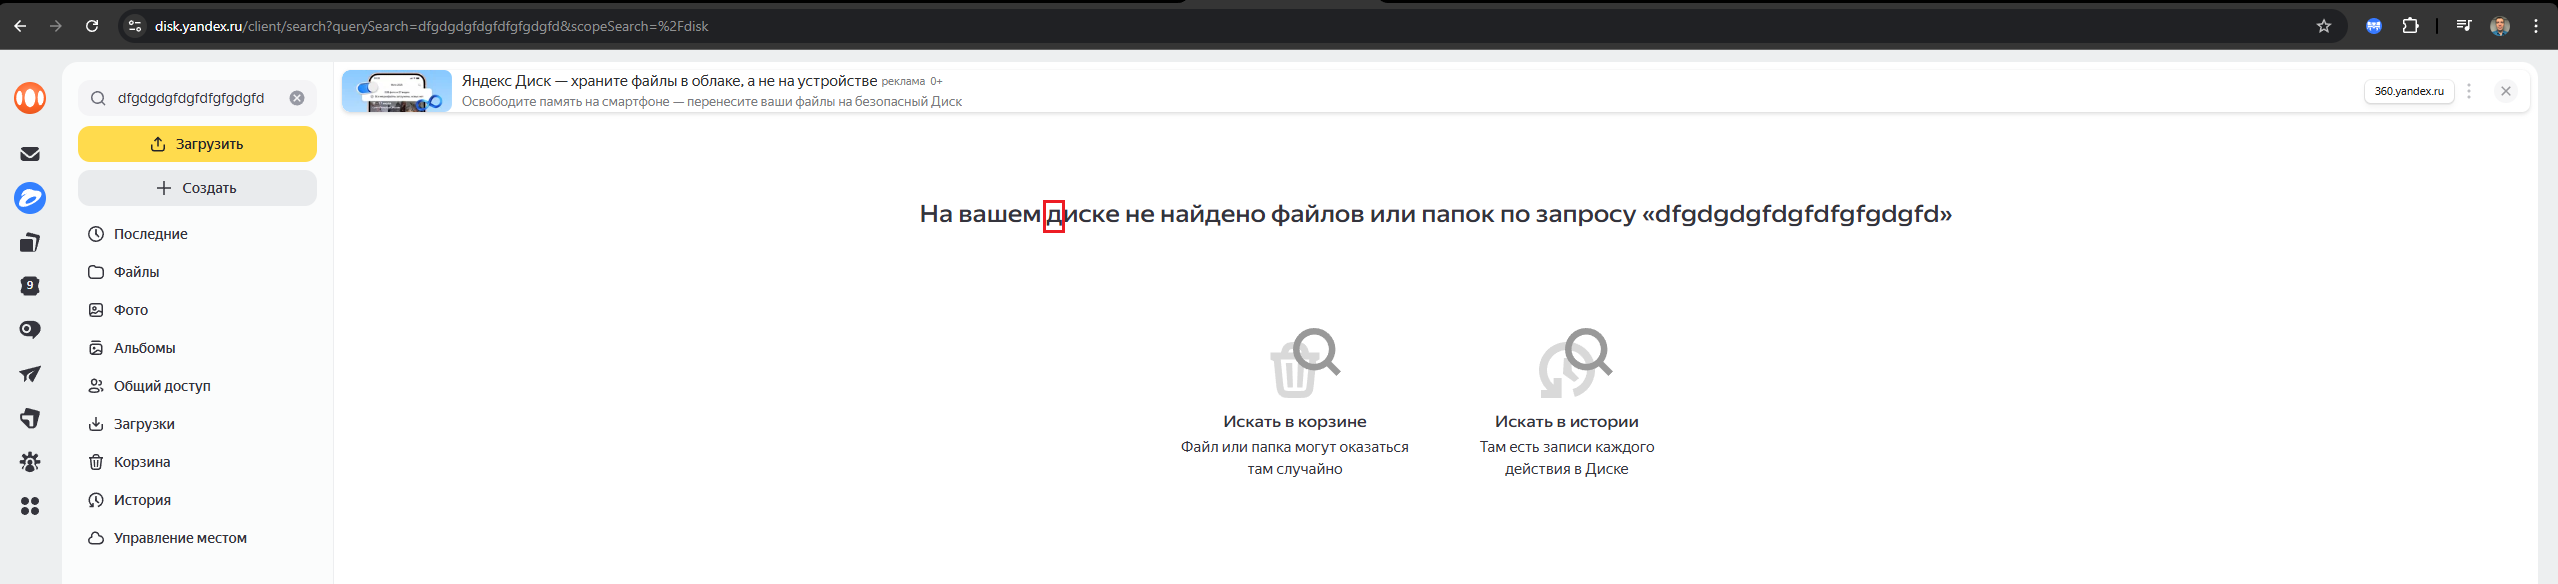 disk.yandex.ru/client/search?querySearch=dfgdgdgfdgfdfgfgdgfd&scopeSearch=%2Fdisk
dfgdgdgfdgfdfgfgdgfd
Загрузить
Создать
Последние
Файлы
Фото
Альбомы
Общий доступ
Загрузки
Корзина
История
Управление местом
9
Яндекс Диск — храните файлы в облаке, а не на устройстве реклама 0+
Освободите память на смартфоне — перенесите ваши файлы на безопасный Диск
360.yandex.ru
На вашем диске не найдено файлов или папок по запросу «dfgdgdgfdgfdfgfgdgfd»
Искать в корзине
Файл или папка могут оказаться
там случайно
Искать в истории
Там есть записи каждого
действия в Диске